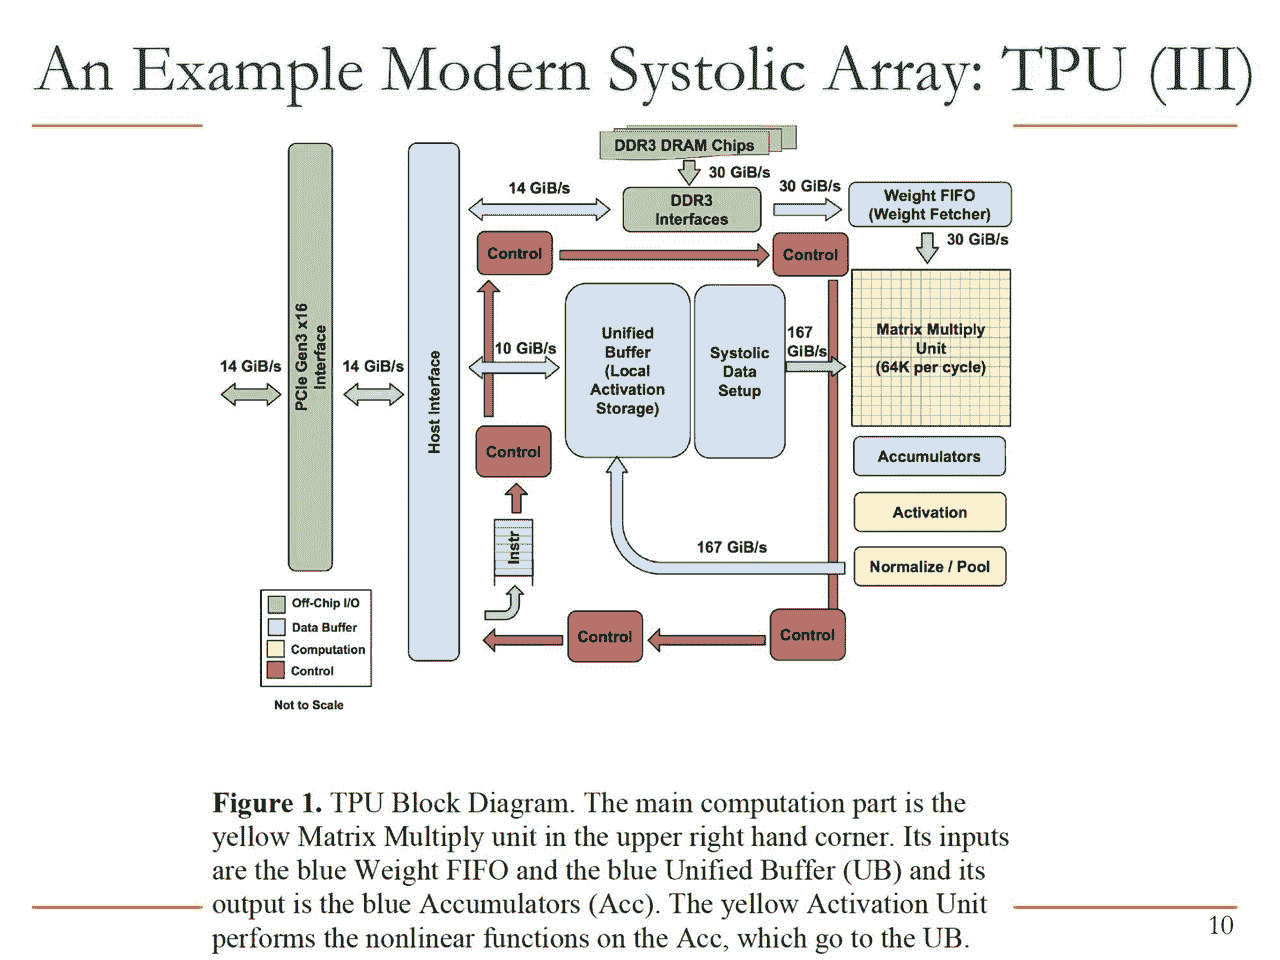 An Example Modern Systolic Array: TPU (III)
DDR3 DRAM Chips
30 GiB/s
14 GiB/s
DDR3
Interfaces
30 GiB/s
Weight FIFO
(Weight Fetcher)
30 GiB/s
Control
Control
PCIe Gen3 x16
Interface
Host Interface
14 GiB/s
14 GiB/s
10 GiB/s
Unified
Buffer
(Local
Activation
Storage)
Systolic
Data
Setup
167
GiB/s
Matrix Multiply
Unit
(64K per cycle)
Control
Accumulators
Activation
Instr
167 GiB/s
Normalize / Pool
Control
Control
Off-Chip I/O
Data Buffer
Computation
Control
Not to Scale
Figure 1. TPU Block Diagram. The main computation part is the
yellow Matrix Multiply unit in the upper right hand corner. Its inputs
are the blue Weight FIFO and the blue Unified Buffer (UB) and its
output is the blue Accumulators (Acc). The yellow Activation Unit
performs the nonlinear functions on the Acc, which go to the UB.
10